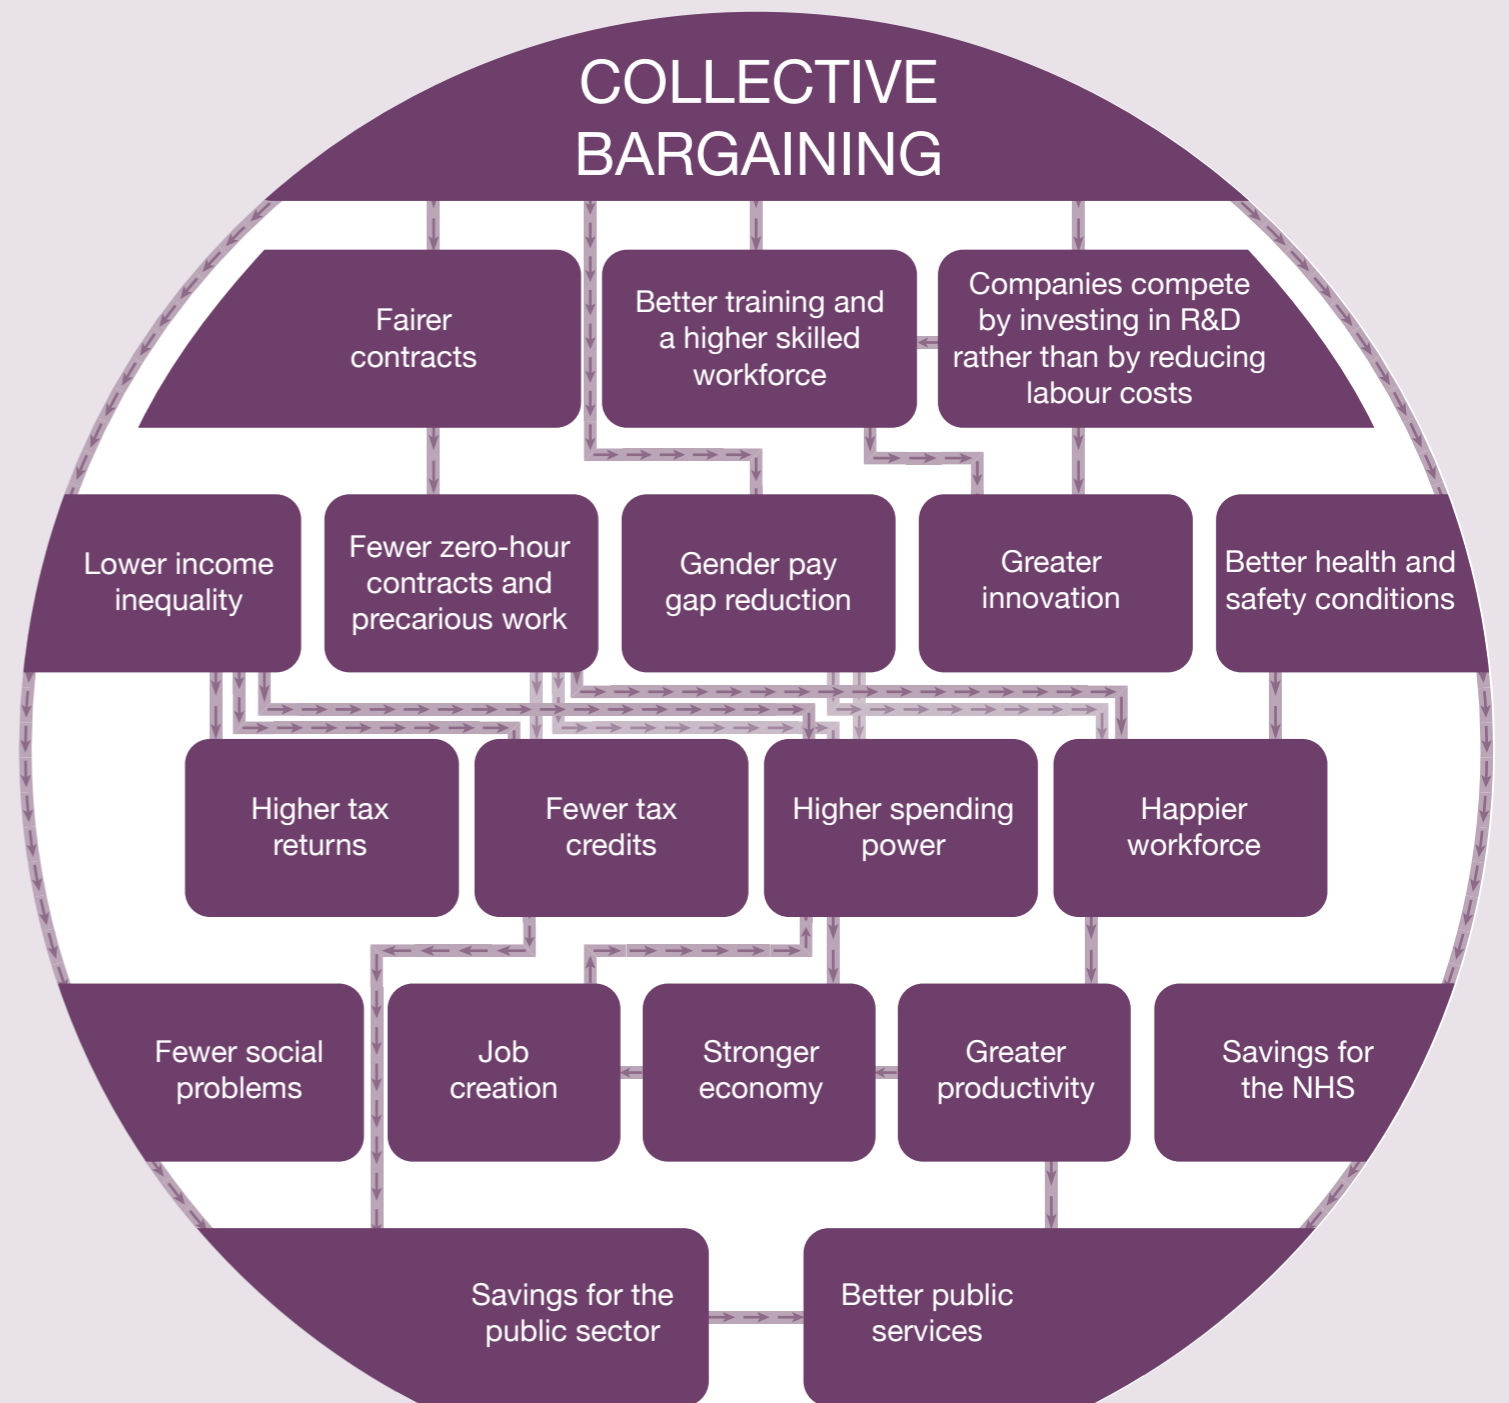 COLLECTIVE
BARGAINING
Fairer
contracts
Better training and
a higher skilled
workforce
Companies compete
by investing in R&D
rather than by reducing
labour costs
Lower income
inequality
Fewer zero-hour
contracts and
precarious work
Gender pay
gap reduction
Greater
innovation
Better health and
safety conditions
Higher tax
returns
Fewer tax
credits
Higher spending
power
Happier
workforce
Fewer social
problems
Job
creation
Stronger
economy
Greater
productivity
Savings for
the NHS
Savings for the
public sector
Better public
services